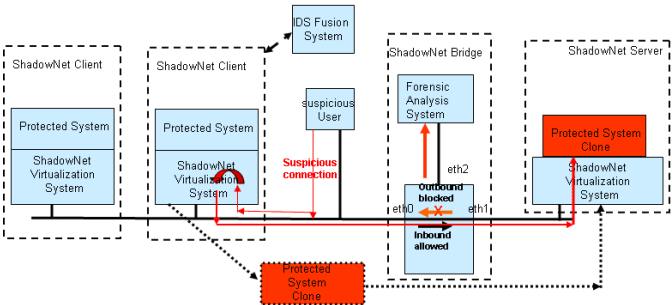 IDS Fusion
System
ShadowNet Client
ShadowNet Client
ShadowNet Bridge
ShadowNet Server
Protected System
ShadowNet
Virtualization
System
Protected System
ShadowNet
Virtualization
System
suspicious
User
Suspicious
connection
Forensic
Analysis
System
eth2
Outbound
blocked
eth0
X
eth1
Inbound
allowed
Protected System
Clone
ShadowNet
Virtualization
System
Protected
System
Clone